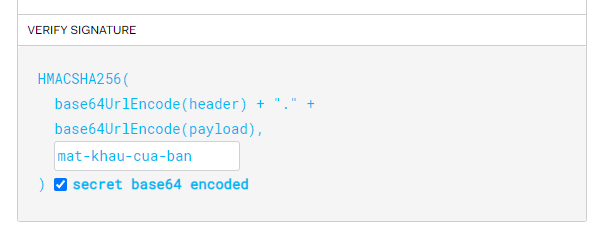 VERIFY SIGNATURE
HMACSHA256(
base64UrlEncode(header) + "." +
base64UrlEncode(payload),
mat-khau-cua-ban
) secret base64 encoded